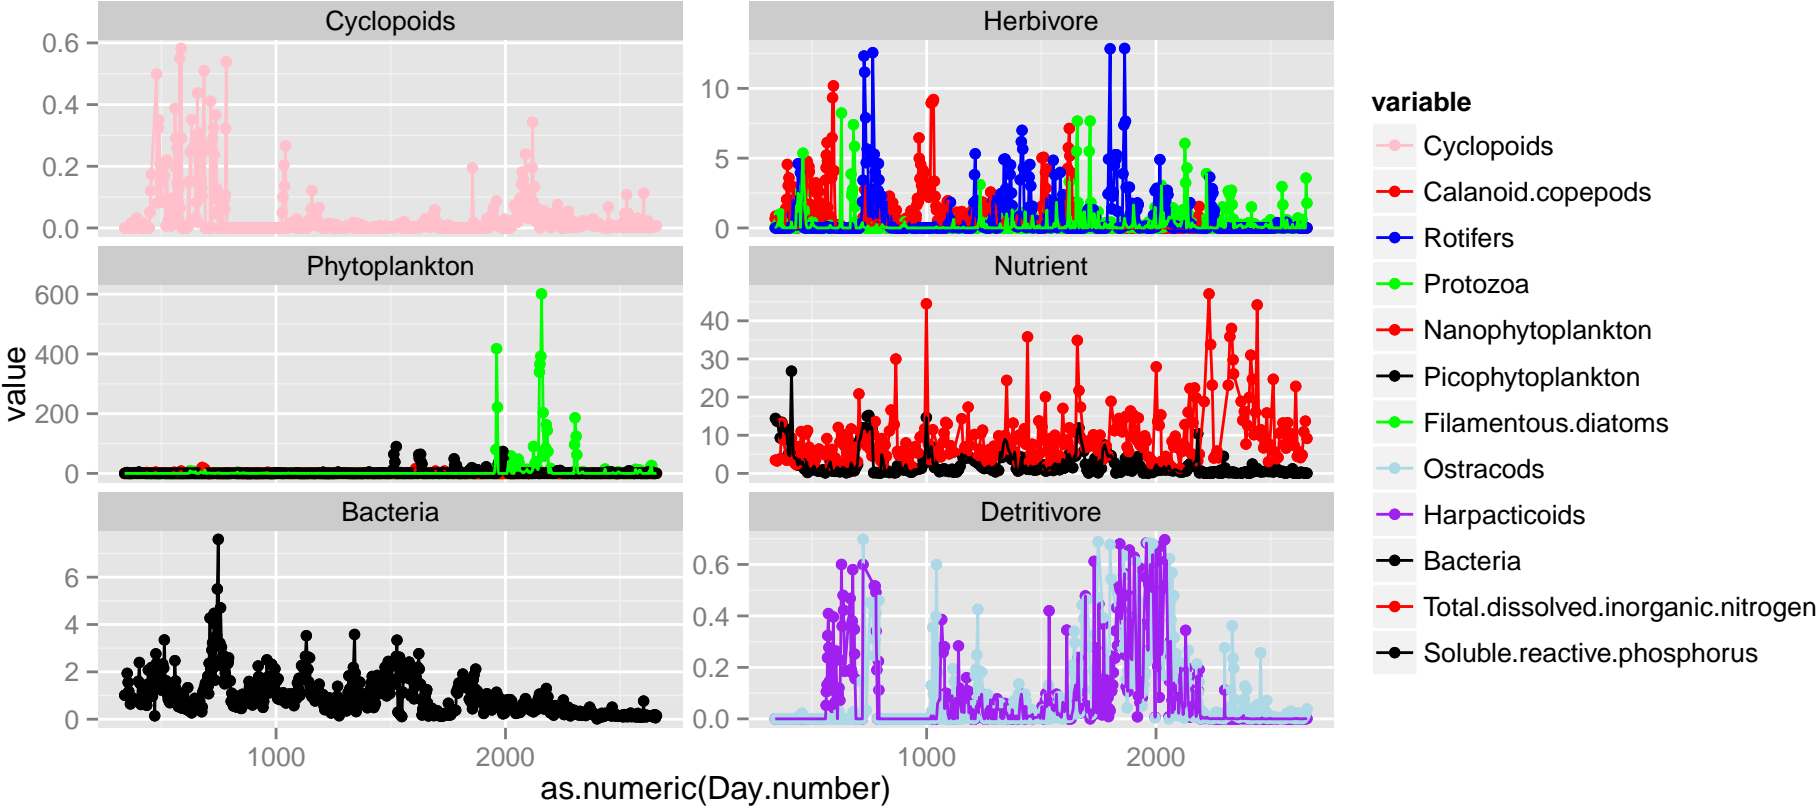 Cyclopoids
Herbivore
0.6
0.4
0.2
0.0
10
5
0
Phytoplankton
Nutrient
600
400
200
0
40
30
20
10
0
Bacteria
Detritivore
6
4
2
0
0.6
0.4
0.2
0.0
1000
2000
1000
2000
value
as.numeric(Day.number)
variable
Cyclopoids
Calanoid.copepods
Rotifers
Protozoa
Nanophytoplankton
Picophytoplankton
Filamentous.diatoms
Ostracods
Harpacticoids
Bacteria
Total.dissolved.inorganic.nitrogen
Soluble.reactive.phosphorus